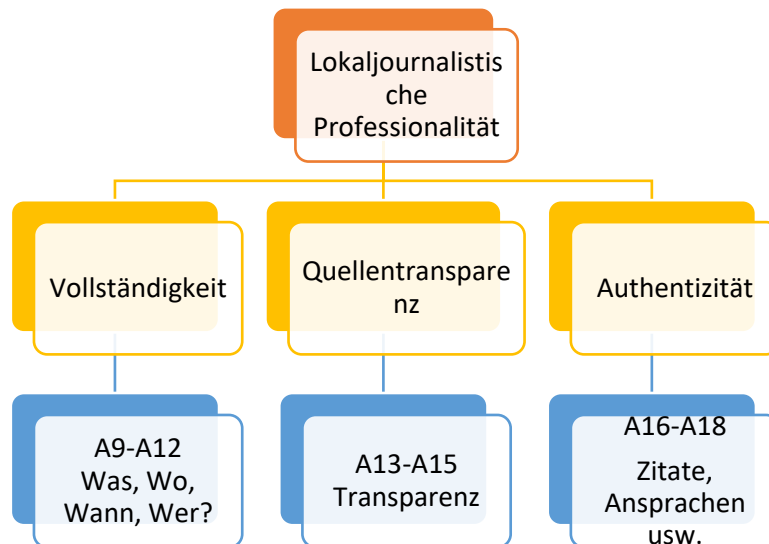 Lokaljournalistis
che
Professionalität
Vollständigkeit
Quellentranspare
nz
Authentizität
A9-A12
Was, Wo,
Wann, Wer?
A13-A15
Transparenz
A16-A18
Zitate,
Ansprachen
usw.